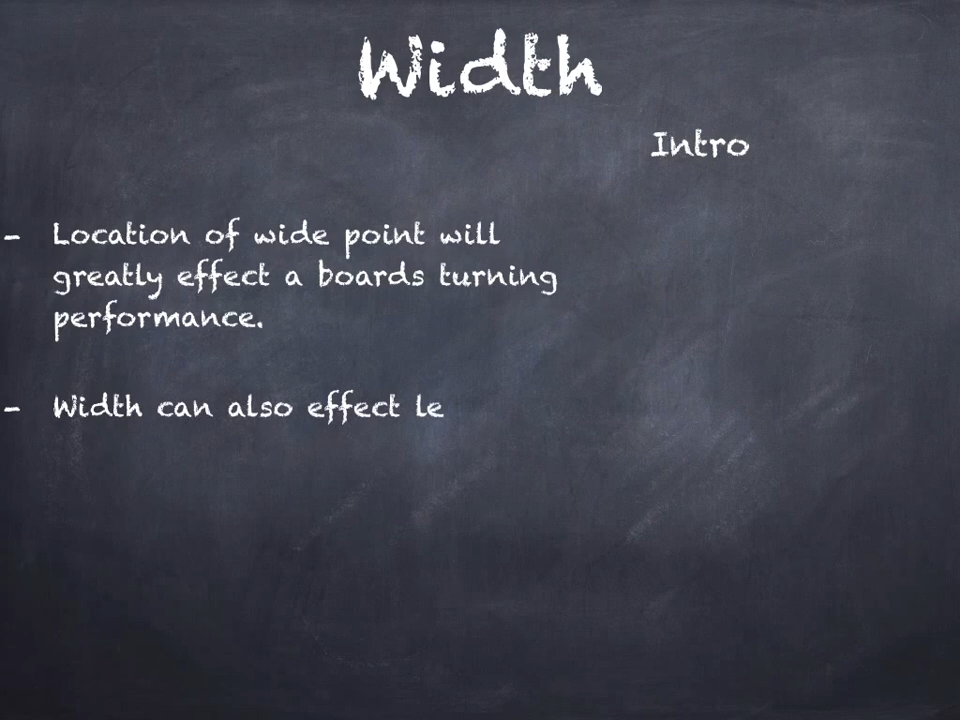 Width
Intro
- Location of wide point will
greatly effect a boards turning
performance.
- Width can also effect le